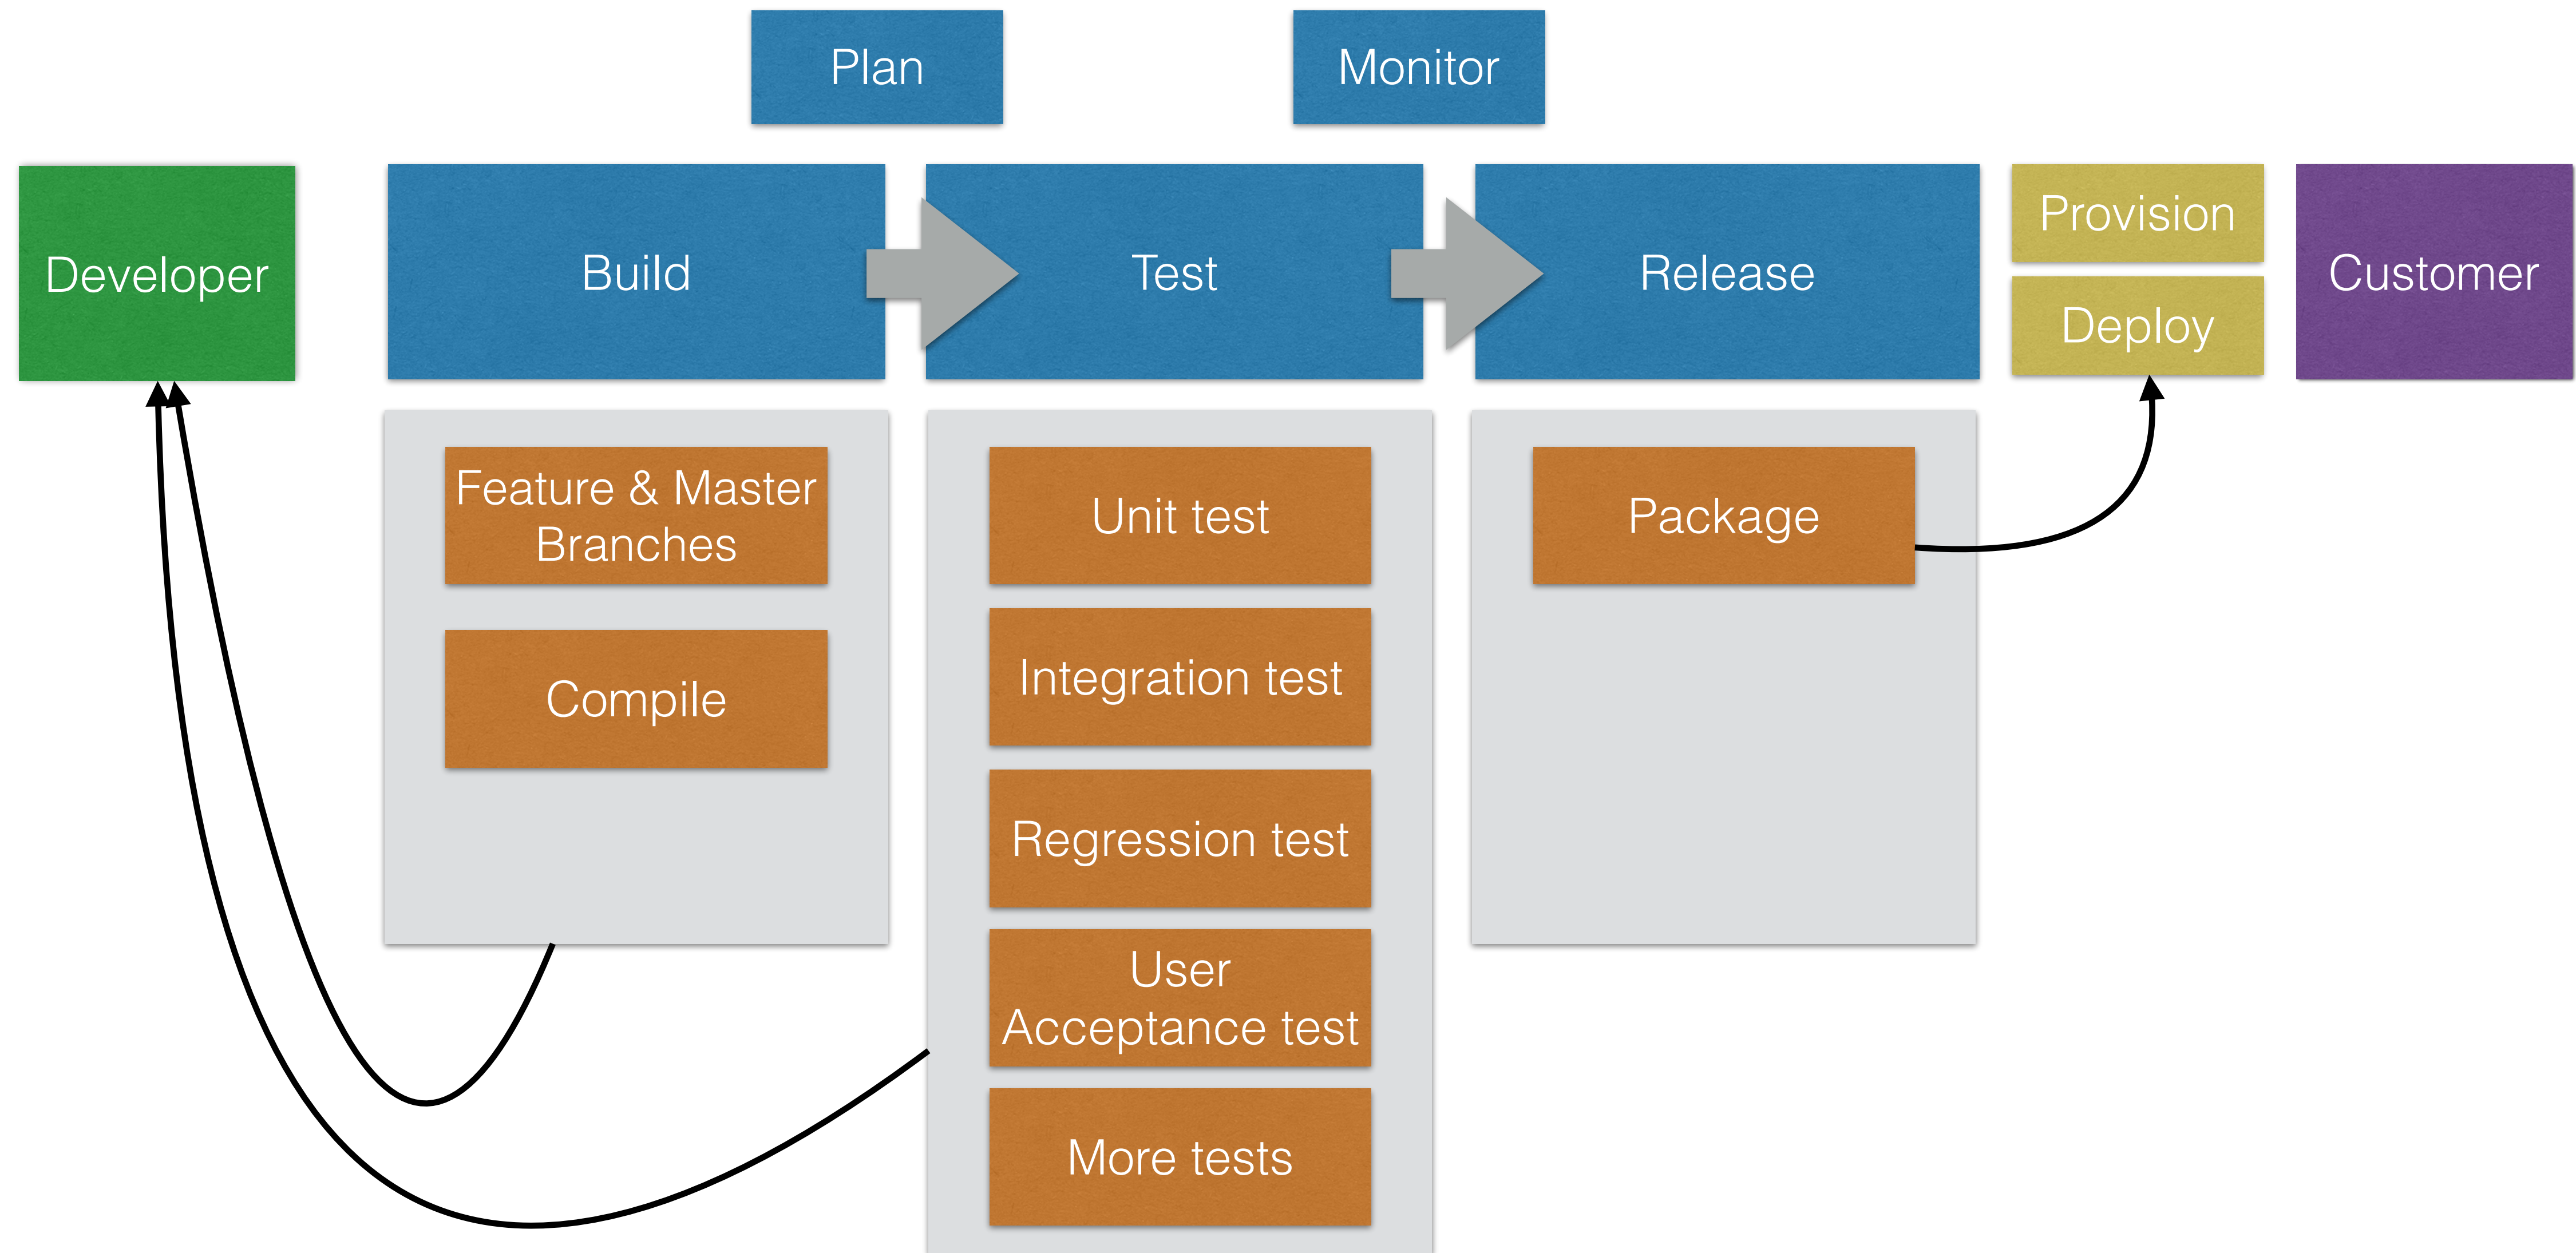 Plan
Monitor
Developer
Build
Test
Release
Provision
Deploy
Customer
Feature & Master
Branches
Compile
Unit test
Integration test
Regression test
User
Acceptance test
More tests
Package